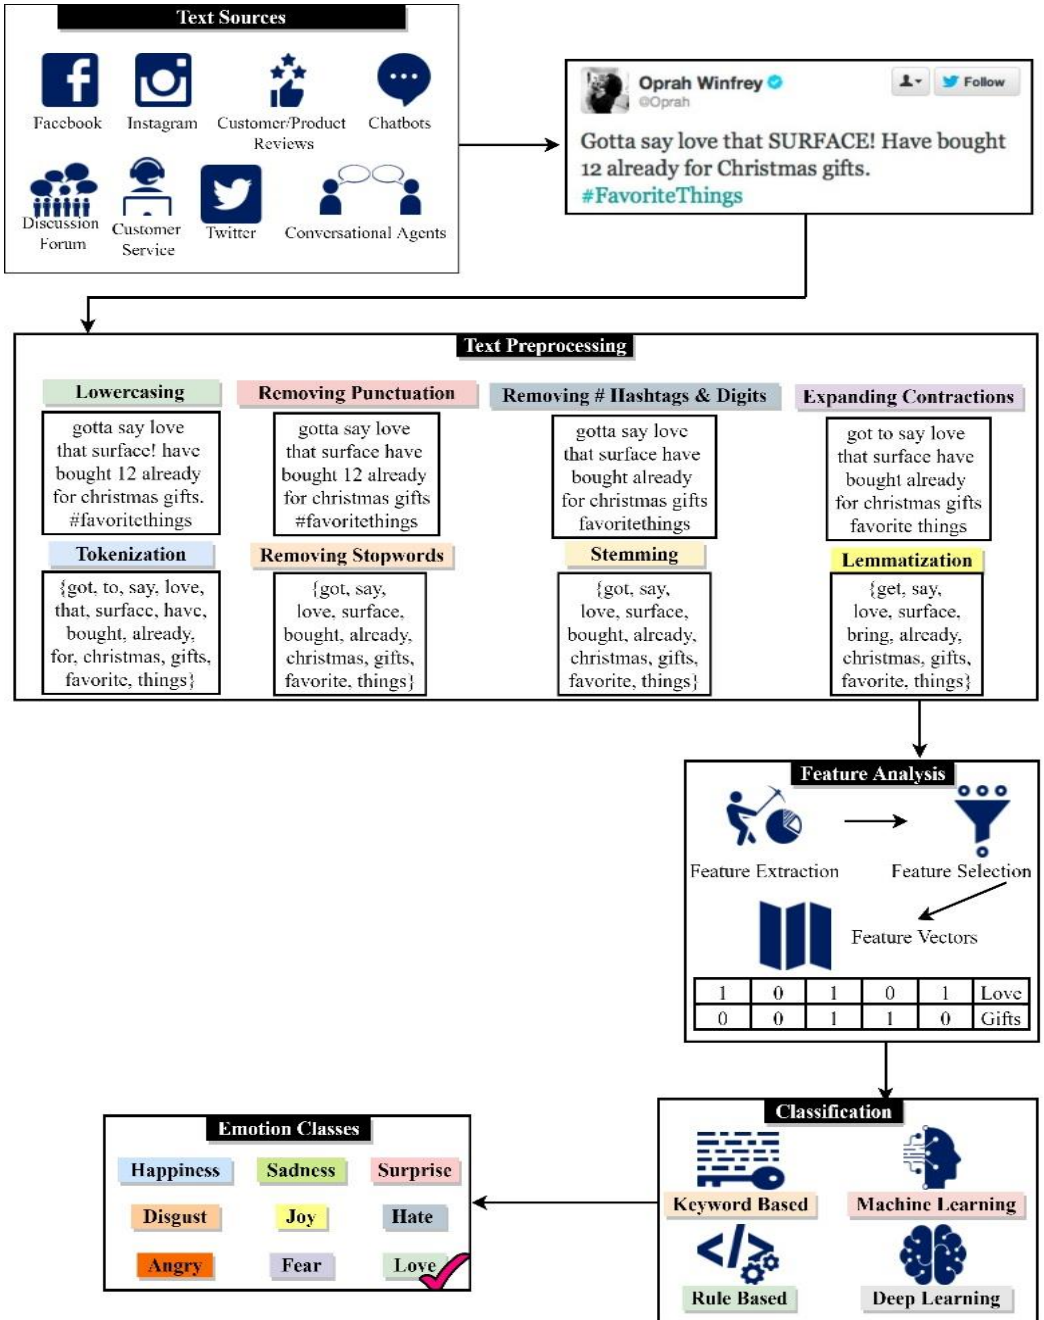 Text Sources
Facebook
Instagram
Customer/Product
Reviews
Chatbots
Discussion
Forum
Customer
Service
Twitter
Conversational Agents
Oprah Winfrey
@Oprah
Follow
Gotta say love that SURFACE! Have bought
12 already for Christmas gifts.
#FavoriteThings
Text Preprocessing
Lowercasing
gotta say love
that surface! have
bought 12 already
for christmas gifts.
#favoritethings
Removing Punctuation
gotta say love
that surface have
bought 12 already
for christmas gifts
#favoritethings
Removing # Hashtags & Digits
gotta say love
that surface have
bought already
for christmas gifts
favoritethings
Expanding Contractions
got to say love
that surface have
bought already
for christmas gifts
favorite things
Tokenization
{got, to, say, love,
that, surface, have,
bought, already,
for, christmas, gifts,
favorite, things}
Removing Stopwords
{got, say,
love, surface,
bought, already,
christmas, gifts,
favorite, things}
Stemming
{got, say,
love, surface,
bought, already,
christmas, gifts,
favorite, things}
Lemmatization
{get, say,
love, surface,
bring, already,
christmas, gifts,
favorite, things}
Feature Analysis
Feature Extraction
Feature Selection
Feature Vectors
1 0 1 0 1 Love
0 0 1 1 0 Gifts
Classification
Keyword Based
Machine Learning
Rule Based
Deep Learning
Emotion Classes
Happiness
Sadness
Surprise
Disgust
Joy
Hate
Angry
Fear
Love